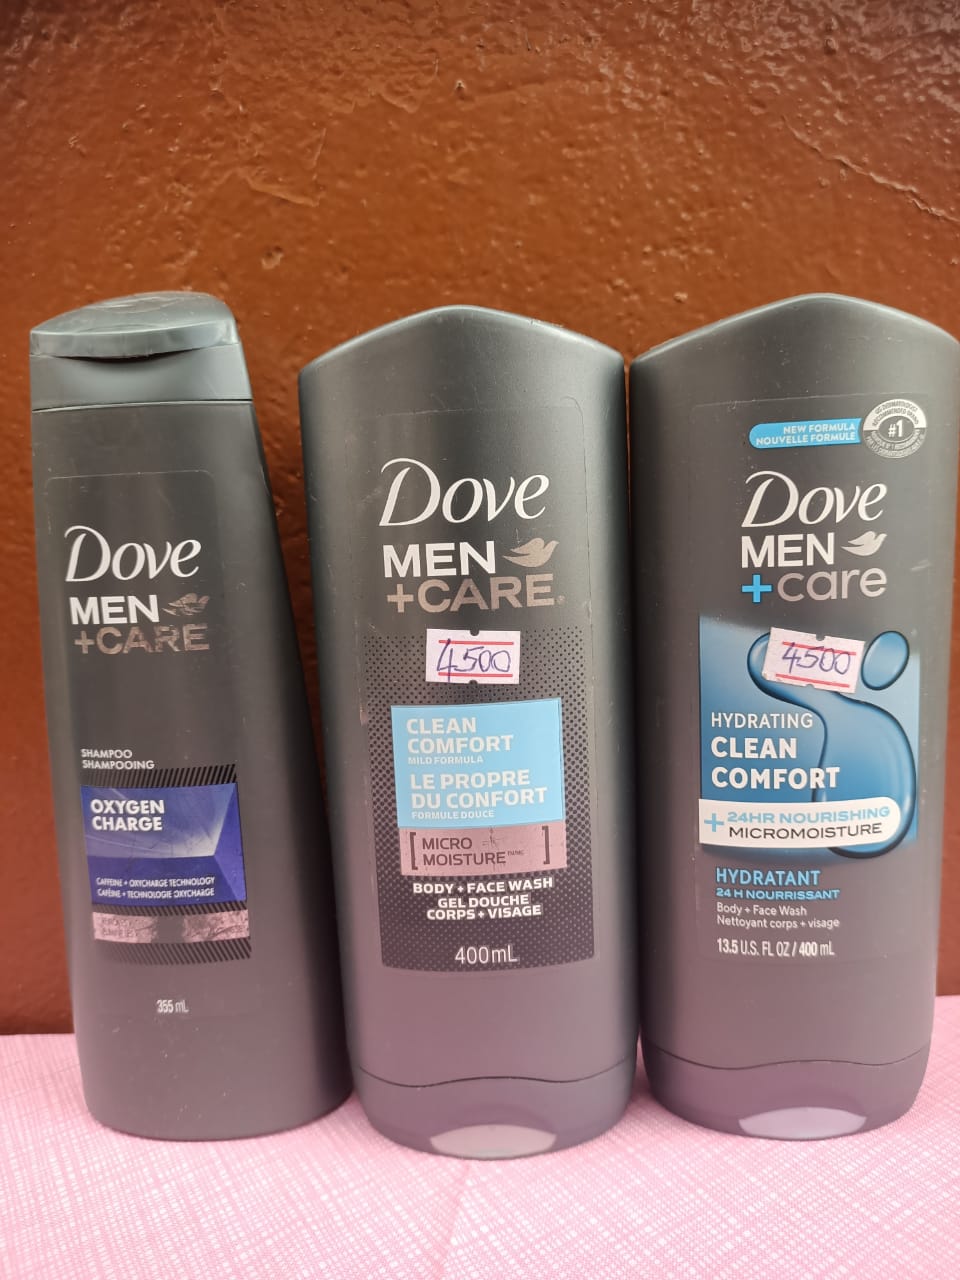 Dove
MEN
+CARE
SHAMPOO
SHAMPOOING
OXYGEN
CHARGE
CAFFEINE + OXYCHARGE TECHNOLOGY
CAFÉINE + TECHNOLOGIE OXYCHARGE
355 mL
Dove
MEN
+CARE
4500
CLEAN
COMFORT
MILD FORMULA
LE PROPRE
DU CONFORT
FORMULE DOUCE
MICRO
MOISTURE
BODY + FACE WASH
GEL DOUCHE
CORPS + VISAGE
400mL
NEW FORMULA
NOUVELLE FORMULE
#1
Dove
MEN
+care
4500
HYDRATING
CLEAN
COMFORT
+ 24HR NOURISHING
MICROMOISTURE
HYDRATANT
24 H NOURRISSANT
Body + Face Wash
Nettoyant corps + visage
13.5 U.S. FL OZ / 400 mL